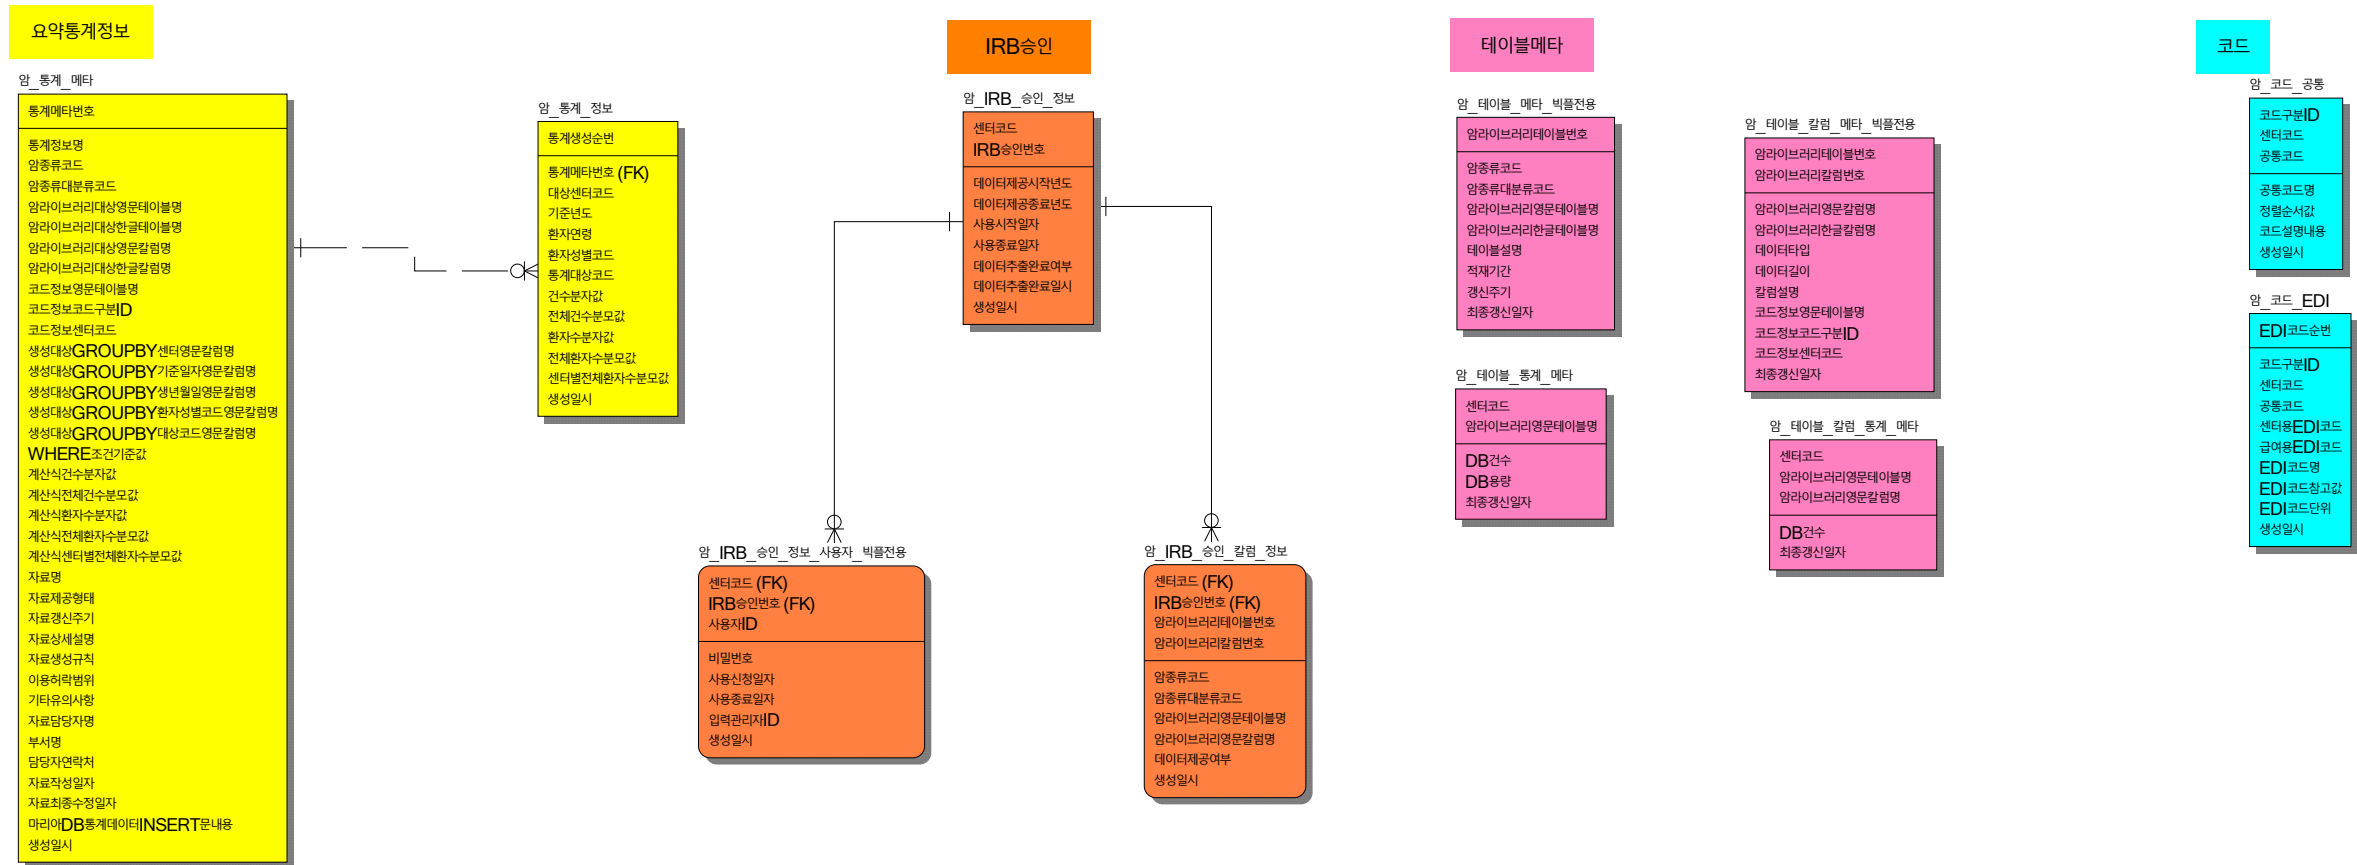 요약통계정보
암_통계_메타
통계메타번호
통계정보명
암종류코드
암종류대분류코드
암라이브러리대상영문테이블명
암라이브러리대상한글테이블명
암라이브러리대상영문칼럼명
암라이브러리대상한글칼럼명
코드정보영문테이블명
코드정보코드구분ID
코드정보센터코드
생성대상GROUPBY센터영문칼럼명
생성대상GROUPBY기준일자영문칼럼명
생성대상GROUPBY생년월일영문칼럼명
생성대상GROUPBY환자성별코드영문칼럼명
생성대상GROUPBY대상코드영문칼럼명
WHERE조건기준값
계산식건수분자값
계산식전체건수분모값
계산식환자수분자값
계산식전체환자수분모값
계산식센터별전체환자수분모값
자료명
자료제공형태
자료갱신주기
자료상세설명
자료생성규칙
이용허락범위
기타유의사항
자료담당자명
부서명
담당자연락처
자료작성일자
자료최종수정일자
마리아DB통계데이터INSERT문내용
생성일시
암_통계_정보
통계생성순번
통계메타번호 (FK)
대상센터코드
기준년도
환자연령
환자성별코드
통계대상코드
건수분자값
전체건수분모값
환자수분자값
전체환자수분모값
센터별전체환자수분모값
생성일시
IRB승인
암_IRB_승인_정보
센터코드
IRB승인번호
데이터제공시작년도
데이터제공종료년도
사용시작일자
사용종료일자
데이터추출완료여부
데이터추출완료일시
생성일시
암_IRB_승인_정보_사용자_빅플전용
센터코드 (FK)
IRB승인번호 (FK)
사용자ID
비밀번호
사용신청일자
사용종료일자
입력관리자ID
생성일시
암_IRB_승인_칼럼_정보
센터코드 (FK)
IRB승인번호 (FK)
암라이브러리테이블번호
암라이브러리칼럼번호
암종류코드
암종류대분류코드
암라이브러리영문테이블명
암라이브러리영문칼럼명
데이터제공여부
생성일시
테이블메타
암_테이블_메타_빅플전용
암라이브러리테이블번호
암종류코드
암종류대분류코드
암라이브러리영문테이블명
암라이브러리한글테이블명
테이블설명
적재기간
갱신주기
최종갱신일자
암_테이블_통계_메타
센터코드
암라이브러리영문테이블명
DB건수
DB용량
최종갱신일자
암_테이블_칼럼_메타_빅플전용
암라이브러리테이블번호
암라이브러리칼럼번호
암라이브러리영문칼럼명
암라이브러리한글칼럼명
데이터타입
데이터길이
칼럼설명
코드정보영문테이블명
코드정보코드구분ID
코드정보센터코드
최종갱신일자
암_테이블_칼럼_통계_메타
센터코드
암라이브러리영문테이블명
암라이브러리영문칼럼명
DB건수
최종갱신일자
코드
암_코드_공통
코드구분ID
센터코드
공통코드
공통코드명
정렬순서값
코드설명내용
생성일시
암_코드_EDI
EDI코드순번
코드구분ID
센터코드
공통코드
센터용EDI코드
급여용EDI코드
EDI코드명
EDI코드참고값
EDI코드단위
생성일시